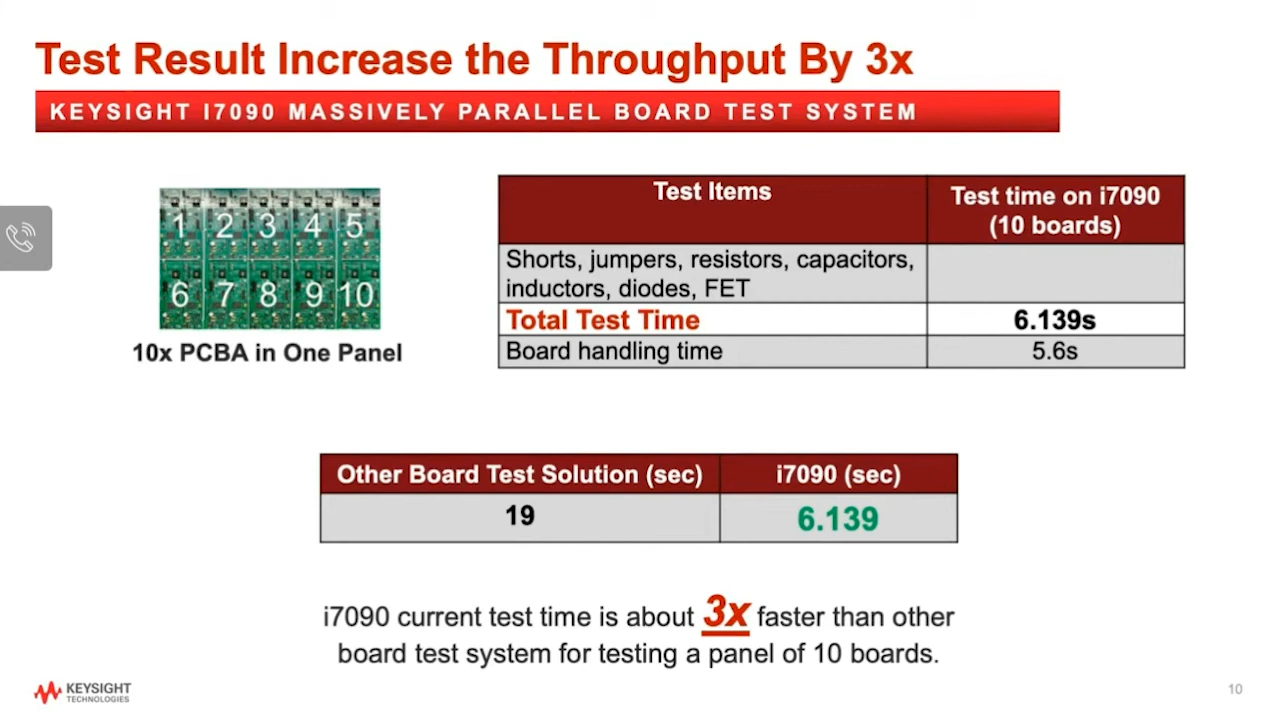 Test Result Increase the Throughput By 3x
KEYSIGHT I7090 MASSIVELY PARALLEL BOARD TEST SYSTEM
1 2 3 4 5
6 7 8 9 10
10x PCBA in One Panel
Test Items
Test time on i7090
(10 boards)
Shorts, jumpers, resistors, capacitors,
inductors, diodes, FET
Total Test Time
6.139s
Board handling time
5.6s
Other Board Test Solution (sec)
i7090 (sec)
19
6.139
i7090 current test time is about 3x faster than other
board test system for testing a panel of 10 boards.
KEYSIGHT
TECHNOLOGIES
10